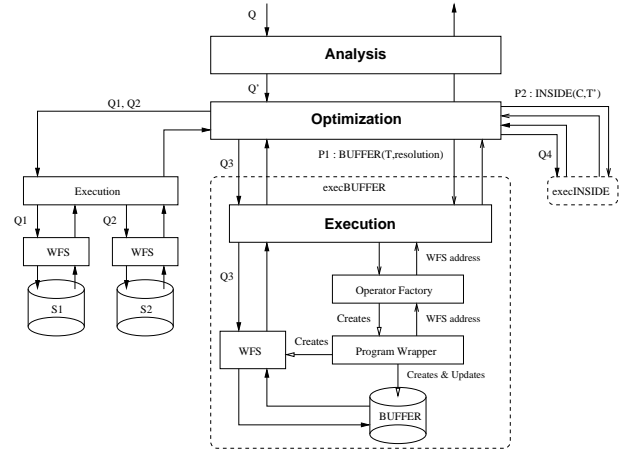 Q
Analysis
Q'
P2 : INSIDE(C,T')
Q1, Q2
Optimization
Q3
P1 : BUFFER(T,resolution)
Q4
execBUFFER
execINSIDE
Execution
Q1
Q2
Execution
WFS
WFS
Q3
WFS address
S1
S2
Operator Factory
Creates
WFS address
Creates
WFS
Program Wrapper
Creates & Updates
BUFFER